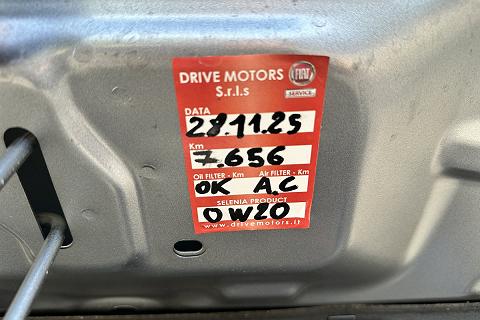 DRIVE MOTORS
S.r.l.s
FIAT
SERVICE
DATA
28.11.25
Km
7.656
Oil FILTER - Km Air FILTER - Km
OK A.C
SELENIA PRODUCT
0W20
www.drivemotors.it